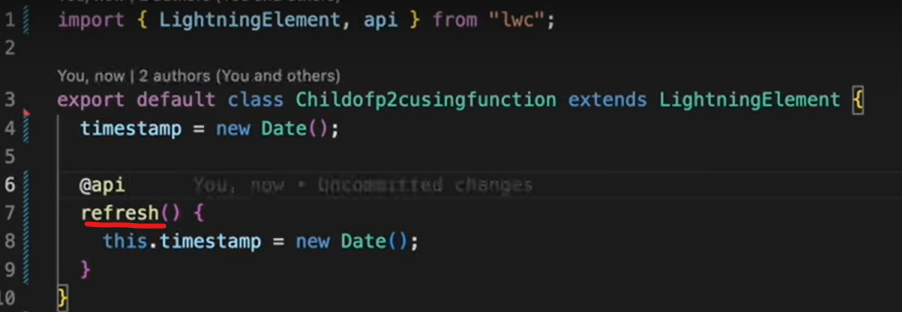 1 import { LightningElement, api } from "lwc";
2
You, now | 2 authors (You and others)
3 export default class Childofp2cusingfunction extends LightningElement {
4 timestamp = new Date();
5
6 @api You, now • Uncommitted changes
7 refresh() {
8 this.timestamp = new Date();
9 }
10 }